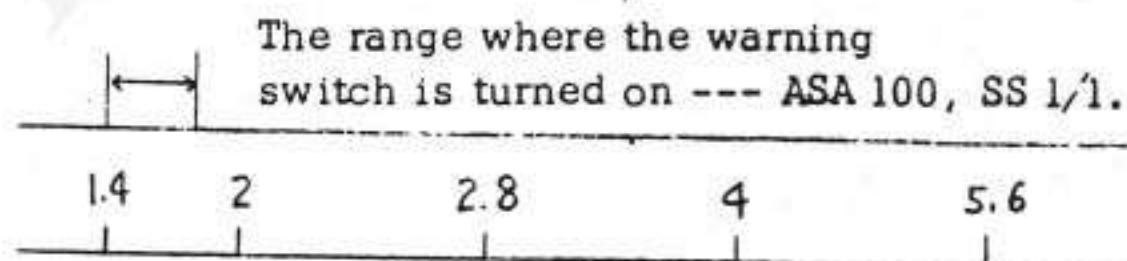 The range where the warning
switch is turned on --- ASA 100, SS 1/1.
1.4 2 2.8 4 5.6